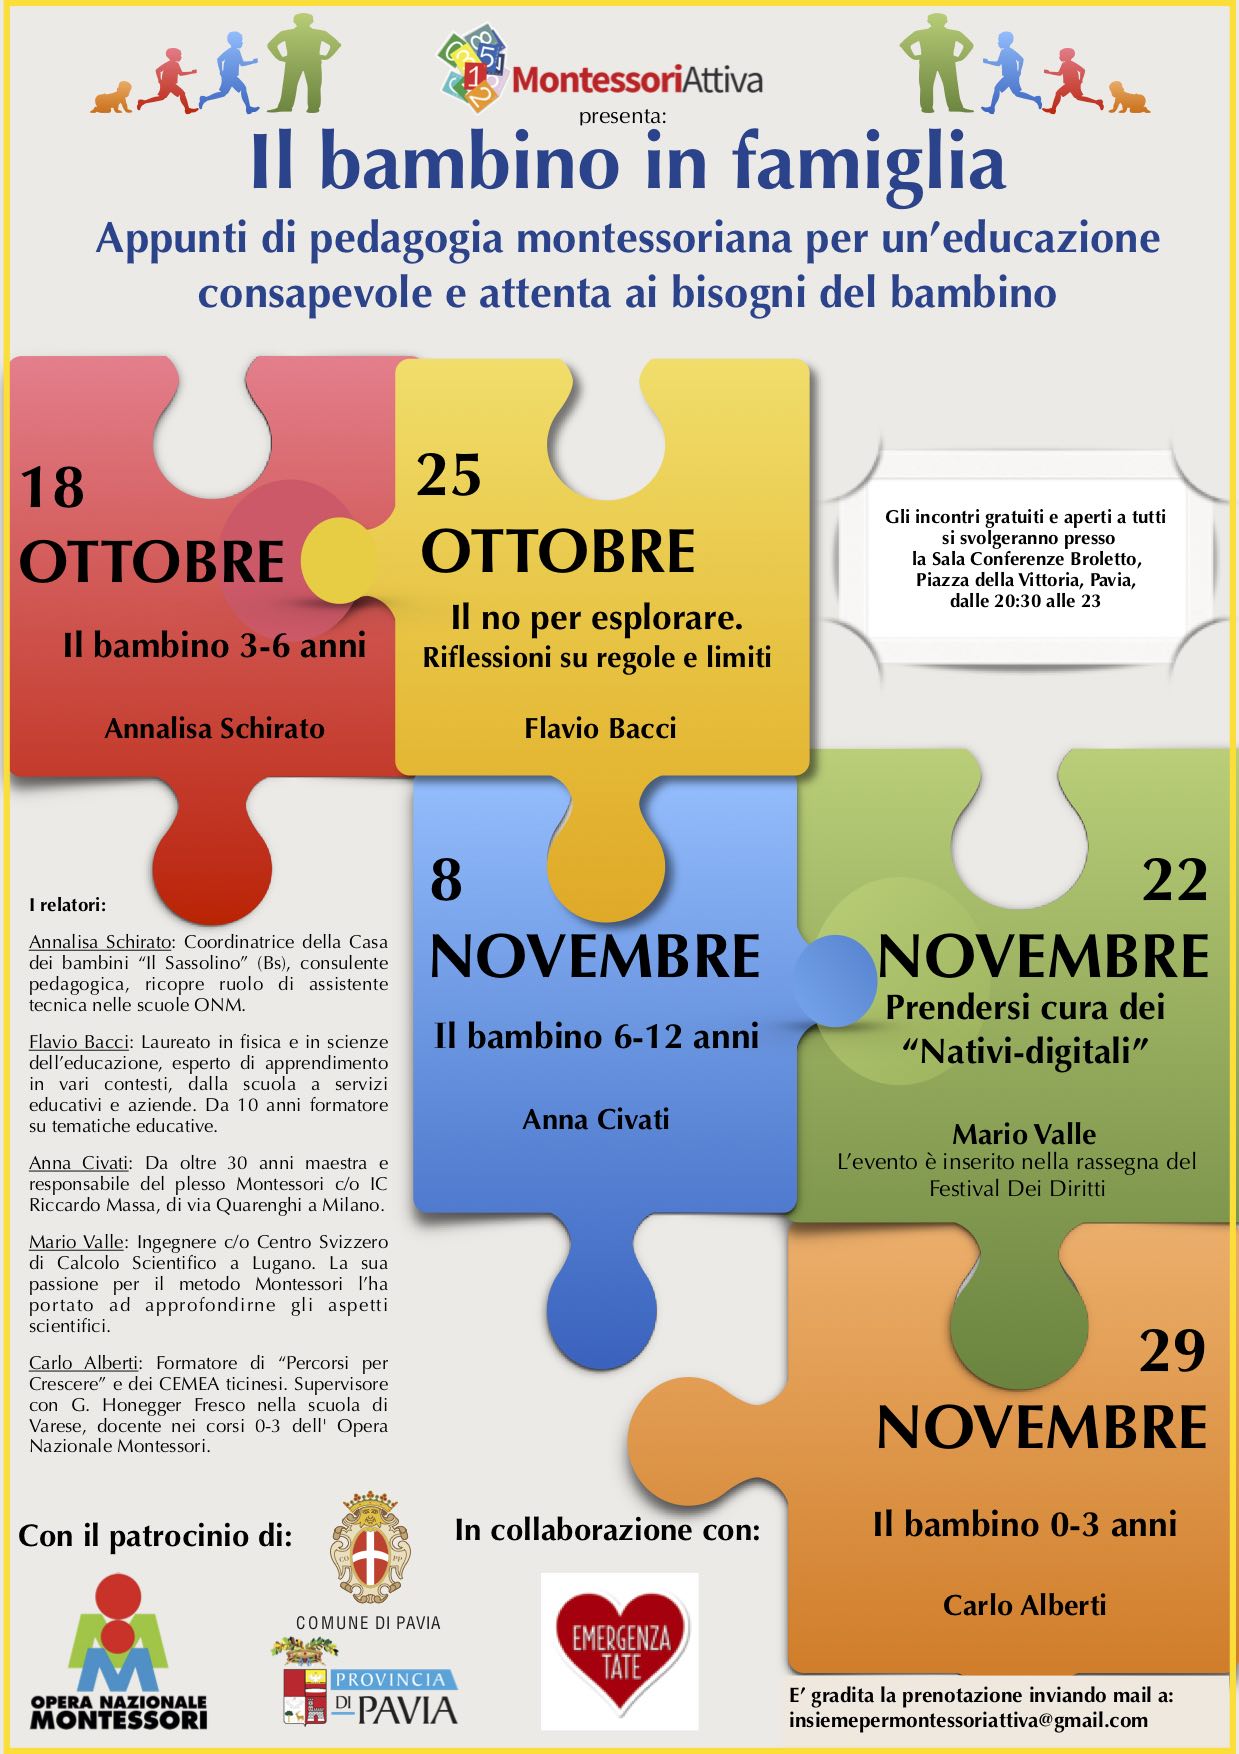 MontessoriAttiva
presenta:
Il bambino in famiglia
Appunti di pedagogia montessoriana per un’educazione
consapevole e attenta ai bisogni del bambino
18
OTTOBRE
Il bambino 3-6 anni
Annalisa Schirato
25
OTTOBRE
Il no per esplorare.
Riflessioni su regole e limiti
Flavio Bacci
Gli incontri gratuiti e aperti a tutti
si svolgeranno presso
la Sala Conferenze Broletto,
Piazza della Vittoria, Pavia,
dalle 20:30 alle 23
8
NOVEMBRE
Il bambino 6-12 anni
Anna Civati
22
NOVEMBRE
Prendersi cura dei
“Nativi-digitali”
Mario Valle
L’evento è inserito nella rassegna del
Festival Dei Diritti
I relatori:
Annalisa Schirato: Coordinatrice della Casa
dei bambini “Il Sassolino” (Bs), consulente
pedagogica, ricopre ruolo di assistente
tecnica nelle scuole ONM.
Flavio Bacci: Laureato in fisica e in scienze
dell’educazione, esperto di apprendimento
in vari contesti, dalla scuola a servizi
educativi e aziende. Da 10 anni formatore
su tematiche educative.
Anna Civati: Da oltre 30 anni maestra e
responsabile del plesso Montessori c/o IC
Riccardo Massa, di via Quarenghi a Milano.
Mario Valle: Ingegnere c/o Centro Svizzero
di Calcolo Scientifico a Lugano. La sua
passione per il metodo Montessori l’ha
portato ad approfondirne gli aspetti
scientifici.
Carlo Alberti: Formatore di “Percorsi per
Crescere” e dei CEMEA ticinesi. Supervisore
con G. Honegger Fresco nella scuola di
Varese, docente nei corsi 0-3 dell' Opera
Nazionale Montessori.
29
NOVEMBRE
Il bambino 0-3 anni
Carlo Alberti
Con il patrocinio di:
OPERA NAZIONALE
MONTESSORI
CO PP
COMUNE DI PAVIA
PROVINCIA
DI PAVIA
In collaborazione con:
EMERGENZA
TATE
E’ gradita la prenotazione inviando mail a:
insiemepermontessoriattiva@gmail.com